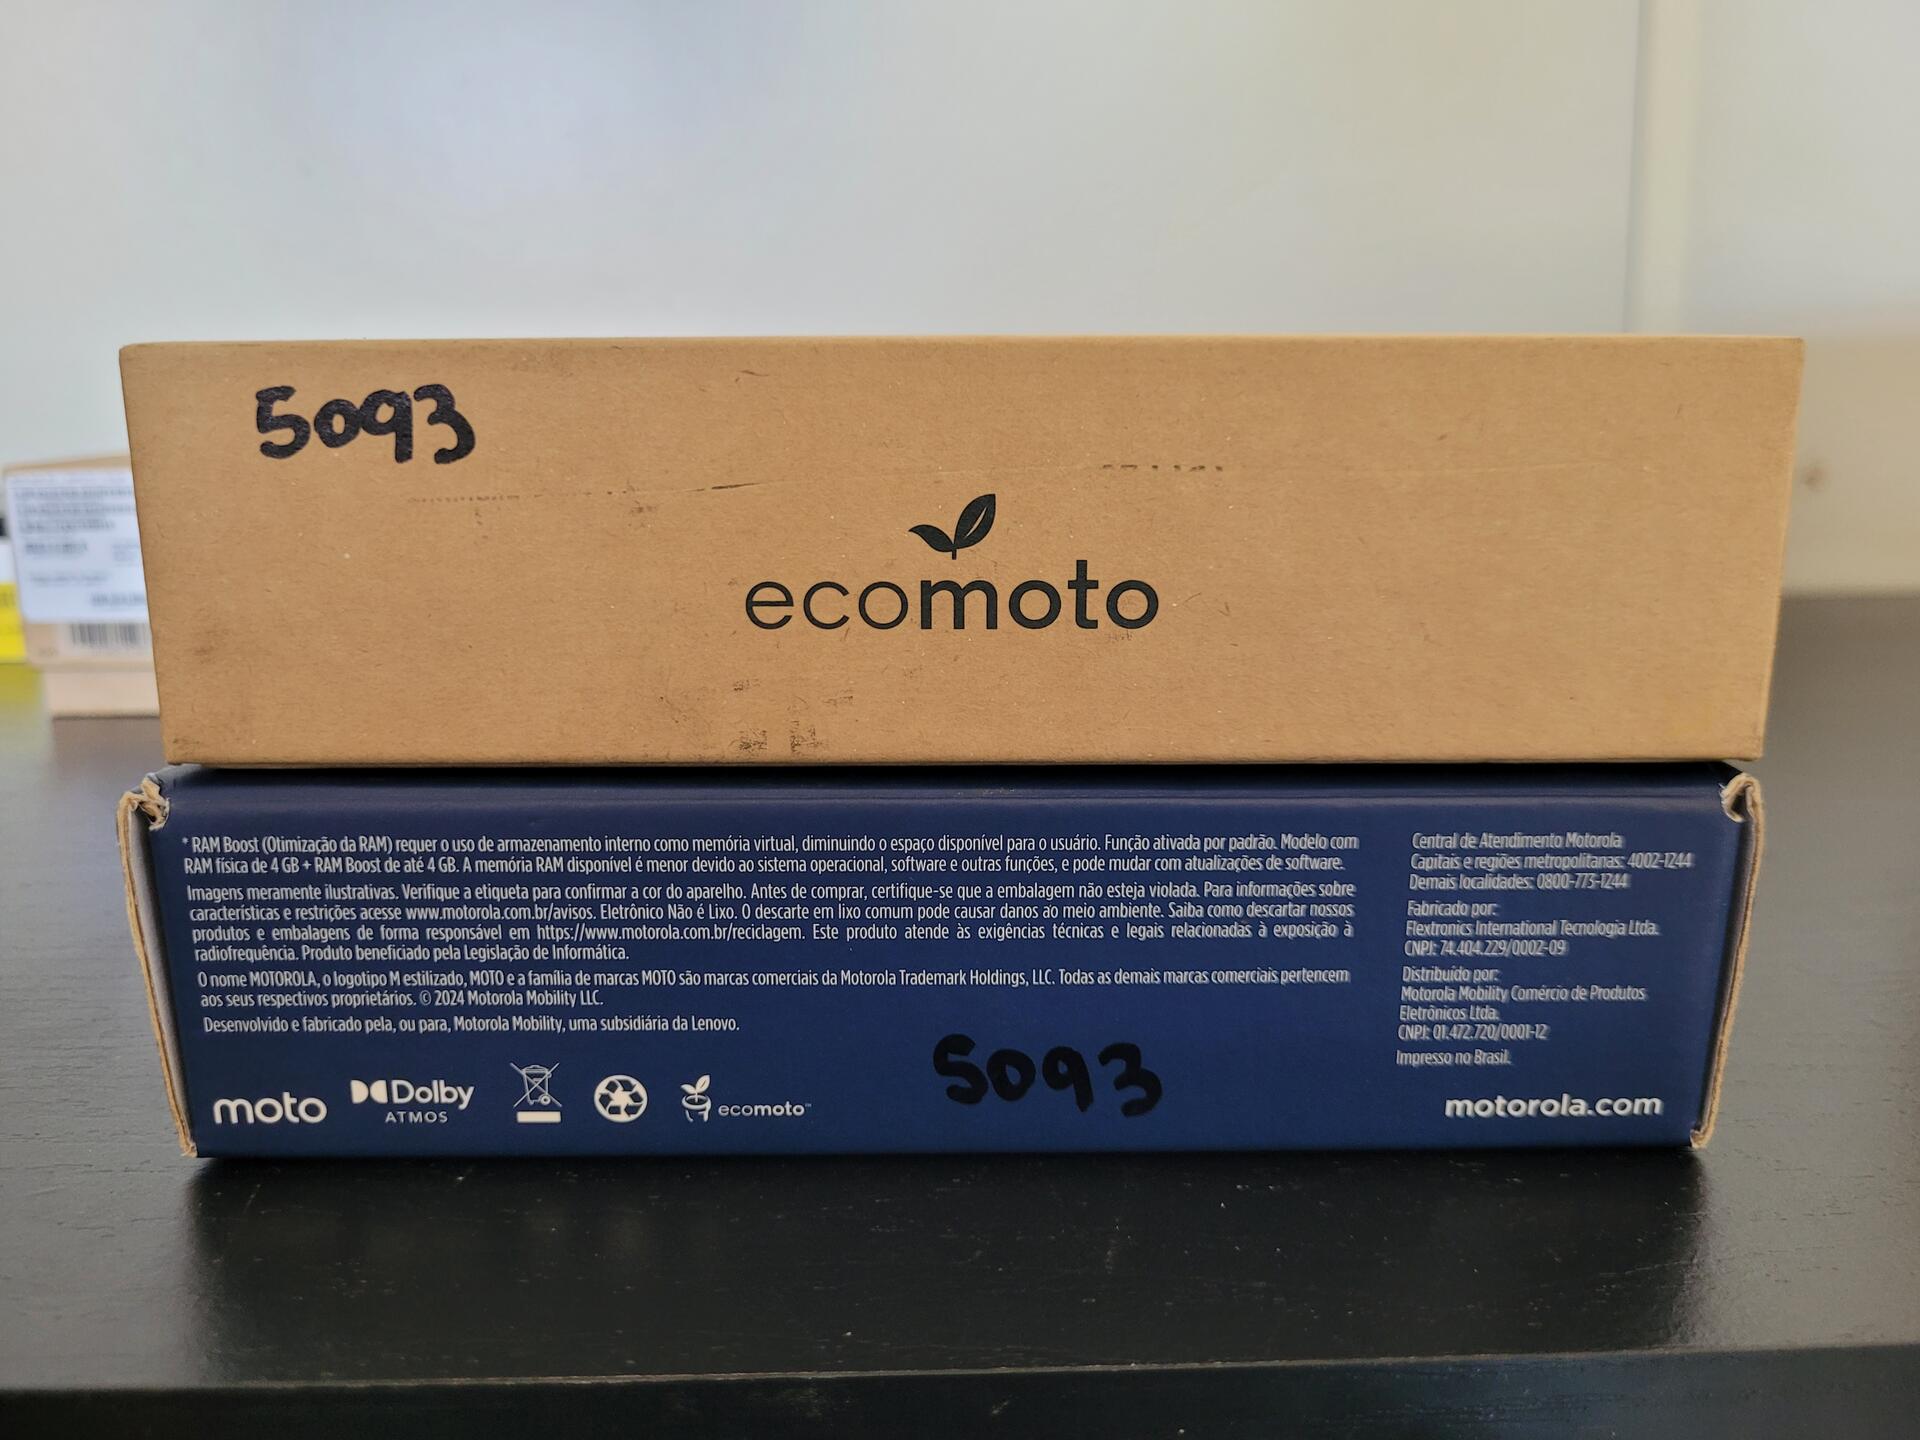 5093
ecomoto
* RAM Boost (Otimização da RAM) requer o uso de armazenamento interno como memória virtual, diminuindo o espaço disponível para o usuário. Função ativada por padrão. Modelo com
RAM física de 4 GB + RAM Boost de até 4 GB. A memória RAM disponível é menor devido ao sistema operacional, software e outras funções, e pode mudar com atualizações de software.
Imagens meramente ilustrativas. Verifique a etiqueta para confirmar a cor do aparelho. Antes de comprar, certifique-se que a embalagem não esteja violada. Para informações sobre
características e restrições acesse www.motorola.com.br/avisos. Eletrônico Não é Lixo. O descarte em lixo comum pode causar danos ao meio ambiente. Saiba como descartar nossos
produtos e embalagens de forma responsável em https://www.motorola.com.br/reciclagem. Este produto atende às exigências técnicas e legais relacionadas à exposição à
radiofrequência. Produto beneficiado pela Legislação de Informática.
O nome MOTOROLA, o logotipo M estilizado, MOTO e a família de marcas MOTO são marcas comerciais da Motorola Trademark Holdings, LLC. Todas as demais marcas comerciais pertencem
aos seus respectivos proprietários. © 2024 Motorola Mobility LLC.
Desenvolvido e fabricado pela, ou para, Motorola Mobility, uma subsidiária da Lenovo.
moto
Dolby
ATMOS
ecomoto™
5093
Central de Atendimento Motorola
Capitais e regiões metropolitanas: 4002-1244
Demais localidades: 0800-773-1244
Fabricado por:
Flextronics International Tecnologia Ltda.
CNPJ: 74.404.229/0002-09
Distribuído por:
Motorola Mobility Comércio de Produtos
Eletrônicos Ltda.
CNPJ: 01.472.720/0001-12
Impresso no Brasil.
motorola.com